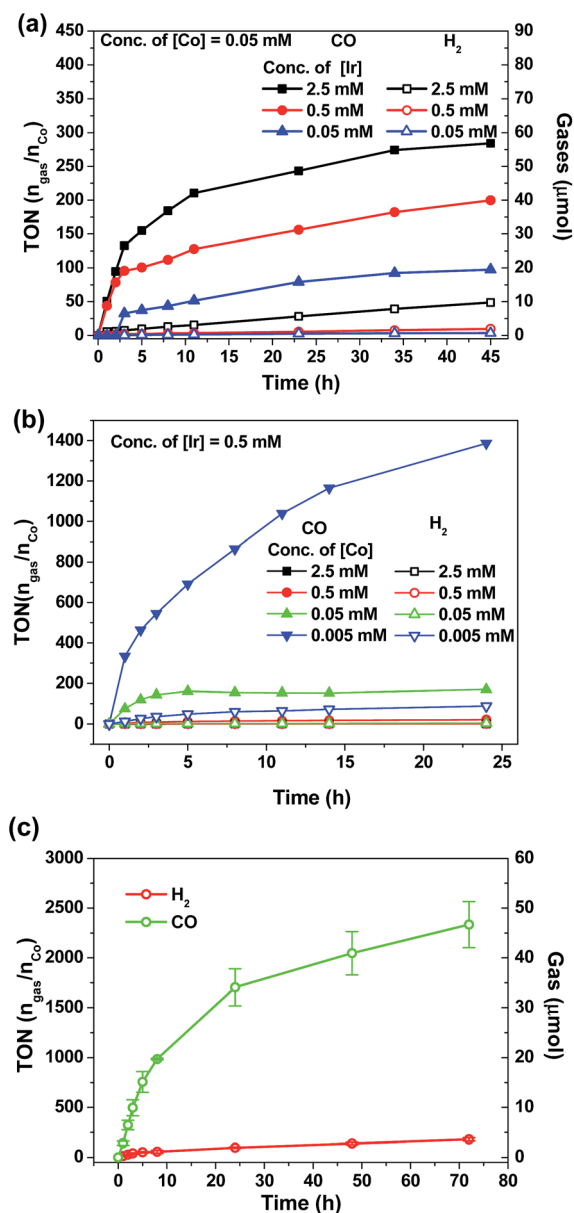 (a)
Conc. of [Co] = 0.05 mM CO H2
Conc. of [Ir]
2.5 mM 2.5 mM
0.5 mM 0.5 mM
0.05 mM 0.05 mM
TON (ngas/nCo)
450
400
350
300
250
200
150
100
50
0
Gases (μmol)
90
80
70
60
50
40
30
20
10
0
0 5 10 15 20 25 30 35 40 45
Time (h)
(b)
Conc. of [Ir] = 0.5 mM
CO H2
Conc. of [Co]
2.5 mM 2.5 mM
0.5 mM 0.5 mM
0.05 mM 0.05 mM
0.005 mM 0.005 mM
TON(ngas/nCo)
1400
1200
1000
800
600
400
200
0
0 5 10 15 20 25
Time (h)
(c)
H2
CO
TON (ngas/nCo)
3000
2500
2000
1500
1000
500
0
Gas (μmol)
60
50
40
30
20
10
0
0 10 20 30 40 50 60 70 80
Time (h)